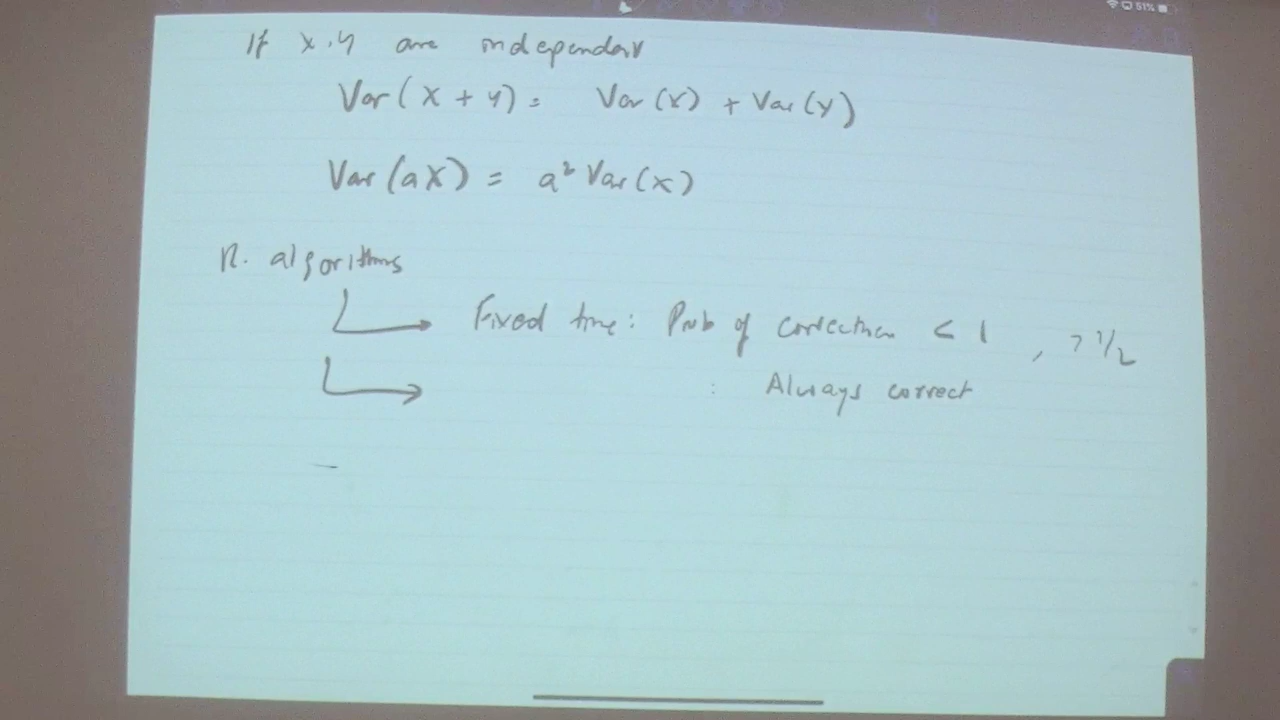 If X, Y are independent
Var(X + Y) = Var(X) + Var(Y)
Var(aX) = a² Var(X)
R. algorithms
Fixed time: Prob of correction < 1 , > 1/2
: Always correct
51%